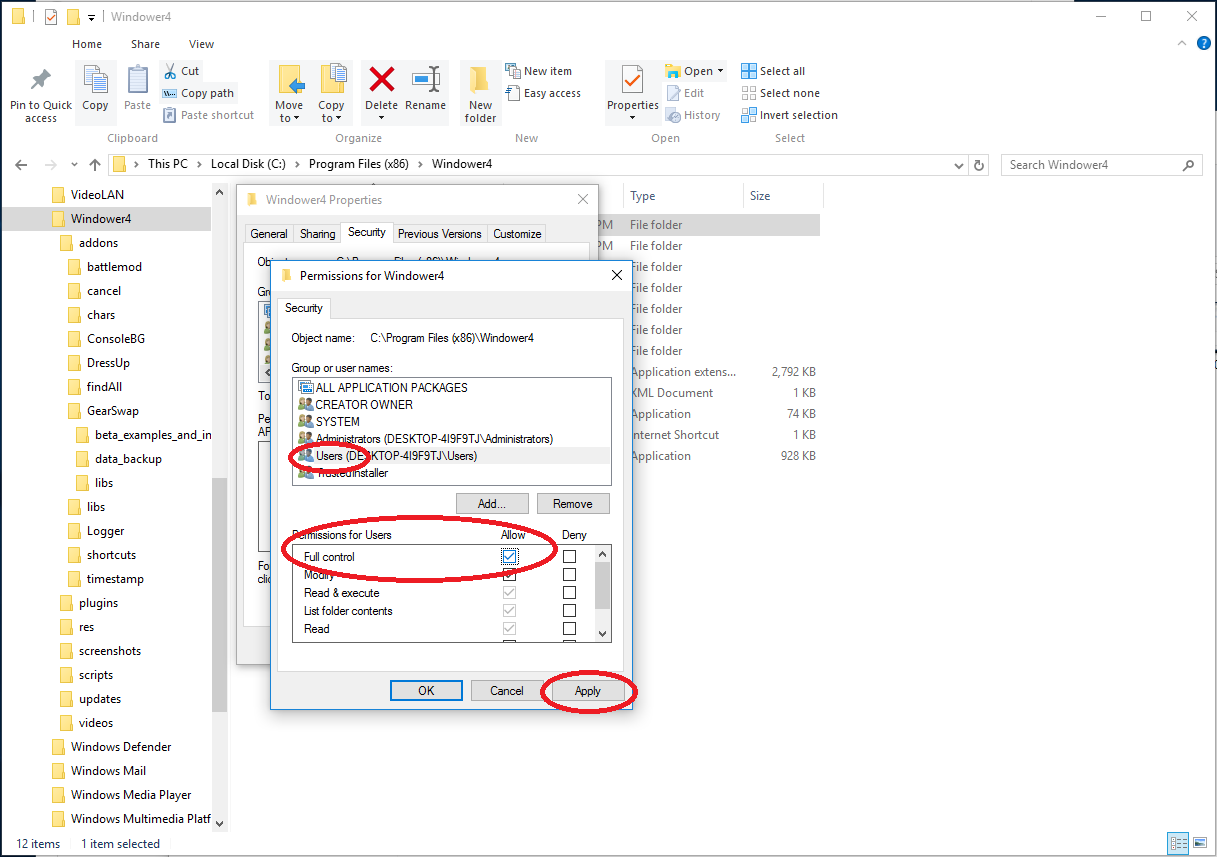 Windower4
Home Share View
Pin to Quick access
Copy
Paste
Cut
Copy path
Paste shortcut
Clipboard
Move to
Copy to
Delete
Rename
Organize
New folder
New item
Easy access
New
Properties
Open
Edit
History
Open
Select all
Select none
Invert selection
Select
This PC > Local Disk (C:) > Program Files (x86) > Windower4
Search Windower4
VideoLAN
Windower4
addons
battlemod
cancel
chars
ConsoleBG
DressUp
findAll
GearSwap
beta_examples_and_in
data_backup
libs
libs
Logger
shortcuts
timestamp
plugins
res
screenshots
scripts
updates
videos
Windows Defender
Windows Mail
Windows Media Player
Windows Multimedia Platf
Type Size
PM File folder
PM File folder
File folder
File folder
File folder
File folder
File folder
Application extens... 2,792 KB
XML Document 1 KB
Application 74 KB
Internet Shortcut 1 KB
Application 928 KB
Windower4 Properties
General Sharing Security Previous Versions Customize
Permissions for Windower4
Security
Object name: C:\Program Files (x86)\Windower4
Group or user names:
ALL APPLICATION PACKAGES
CREATOR OWNER
SYSTEM
Administrators (DESKTOP-4I9F9TJ\Administrators)
Users (DESKTOP-4I9F9TJ\Users)
TrustedInstaller
Add... Remove
Permissions for Users Allow Deny
Full control
Modify
Read & execute
List folder contents
Read
OK Cancel Apply
12 items 1 item selected